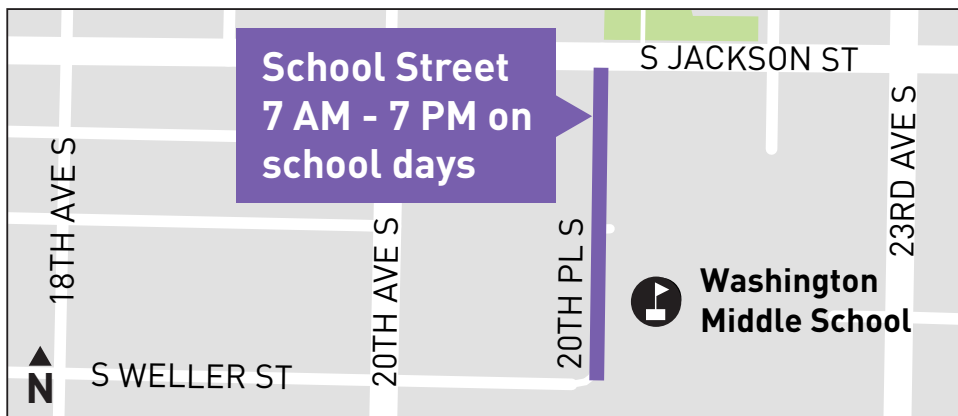 S JACKSON ST
School Street
7 AM - 7 PM on
school days
18TH AVE S
20TH AVE S
20TH PL S
23RD AVE S
Washington
Middle School
S WELLER ST
N